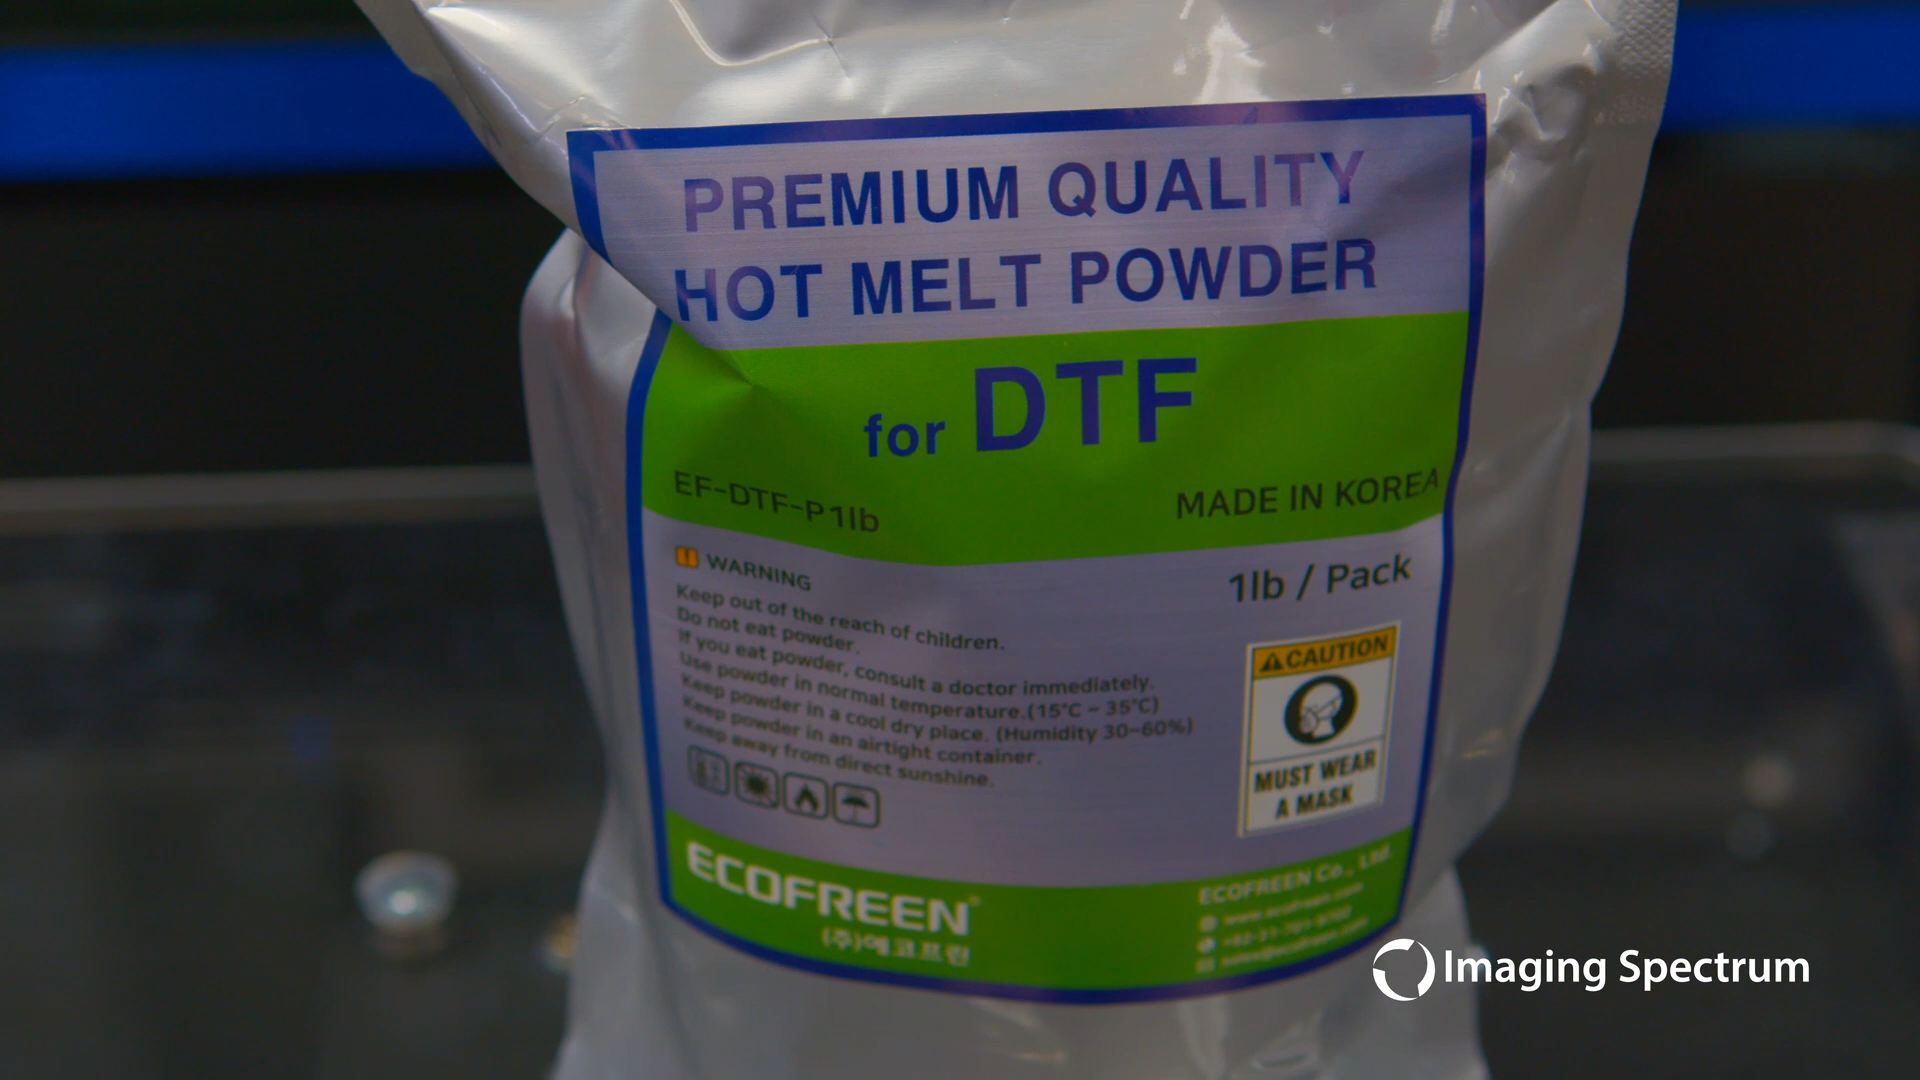 PREMIUM QUALITY
HOT MELT POWDER
for DTF
EF-DTF-P1lb
MADE IN KOREA
WARNING
1lb / Pack
Keep out of the reach of children.
Do not eat powder.
If you eat powder, consult a doctor immediately.
Use powder in normal temperature.(15°C ~ 35°C)
Keep powder in a cool dry place. (Humidity 30~60%)
Keep powder in an airtight container.
Keep away from direct sunshine.
CAUTION
MUST WEAR
A MASK
ECOFREEN
(주)에코프린
ECOFREEN Co., Ltd.
www.ecofreen.com
Imaging Spectrum